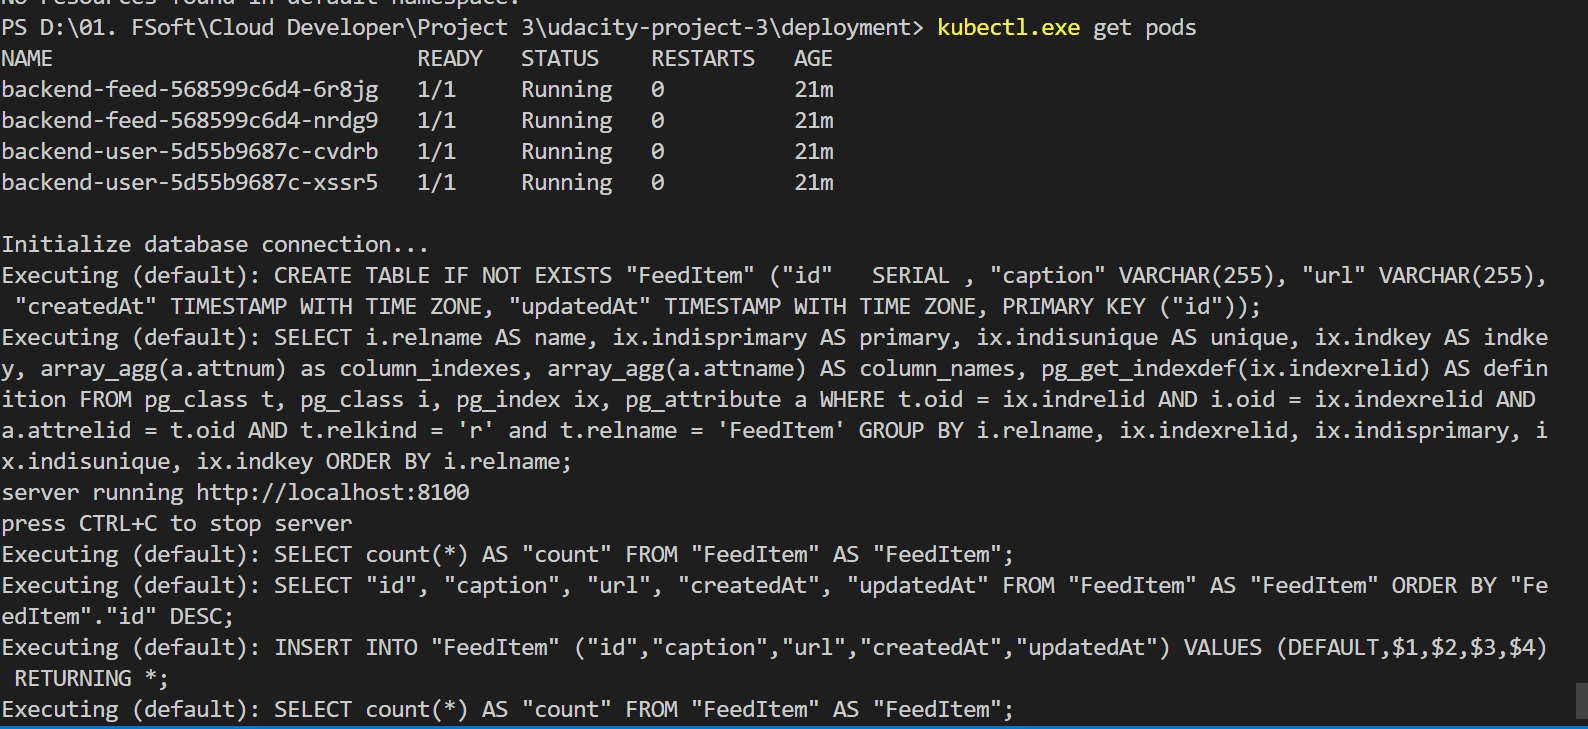 No resources found in default namespace.
PS D:\01. FSoft\Cloud Developer\Project 3\udacity-project-3\deployment> kubectl.exe get pods
NAME                            READY   STATUS    RESTARTS   AGE
backend-feed-568599c6d4-6r8jg   1/1     Running   0          21m
backend-feed-568599c6d4-nrdg9   1/1     Running   0          21m
backend-user-5d55b9687c-cvdrb   1/1     Running   0          21m
backend-user-5d55b9687c-xssr5   1/1     Running   0          21m
Initialize database connection...
Executing (default): CREATE TABLE IF NOT EXISTS "FeedItem" ("id"   SERIAL , "caption" VARCHAR(255), "url" VARCHAR(255),
 "createdAt" TIMESTAMP WITH TIME ZONE, "updatedAt" TIMESTAMP WITH TIME ZONE, PRIMARY KEY ("id"));
Executing (default): SELECT i.relname AS name, ix.indisprimary AS primary, ix.indisunique AS unique, ix.indkey AS indke
y, array_agg(a.attnum) as column_indexes, array_agg(a.attname) AS column_names, pg_get_indexdef(ix.indexrelid) AS defin
ition FROM pg_class t, pg_class i, pg_index ix, pg_attribute a WHERE t.oid = ix.indrelid AND i.oid = ix.indexrelid AND
a.attrelid = t.oid AND t.relkind = 'r' and t.relname = 'FeedItem' GROUP BY i.relname, ix.indexrelid, ix.indisprimary, i
x.indisunique, ix.indkey ORDER BY i.relname;
server running http://localhost:8100
press CTRL+C to stop server
Executing (default): SELECT count(*) AS "count" FROM "FeedItem" AS "FeedItem";
Executing (default): SELECT "id", "caption", "url", "createdAt", "updatedAt" FROM "FeedItem" AS "FeedItem" ORDER BY "Fe
edItem"."id" DESC;
Executing (default): INSERT INTO "FeedItem" ("id","caption","url","createdAt","updatedAt") VALUES (DEFAULT,$1,$2,$3,$4)
 RETURNING *;
Executing (default): SELECT count(*) AS "count" FROM "FeedItem" AS "FeedItem";